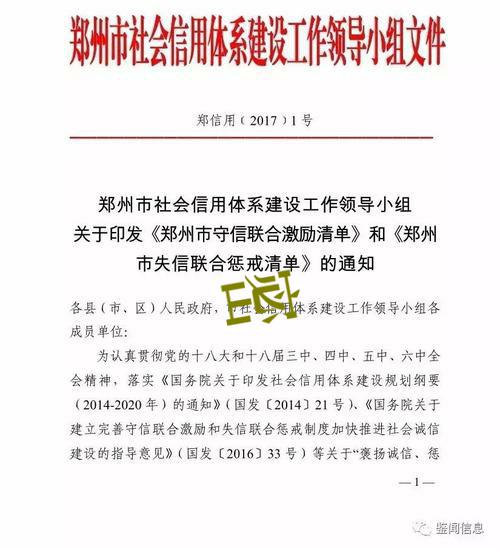 郑州市社会信用体系建设工作领导小组文件
郑信用〔2017〕1号
郑州市社会信用体系建设工作领导小组
关于印发《郑州市守信联合激励清单》和《郑州
市失信联合惩戒清单》的通知
各县（市、区）人民政府，市社会信用体系建设工作领导小组各
成员单位：
为认真贯彻党的十八大和十八届三中、四中、五中、六中全
会精神，落实《国务院关于印发社会信用体系建设规划纲要
（2014-2020年）的通知》（国发〔2014〕21号）、《国务院关于
建立完善守信联合激励和失信联合惩戒制度加快推进社会诚信
建设的指导意见》（国发〔2016〕33号）等关于“褒扬诚信、惩
—1—
鉴闻信息